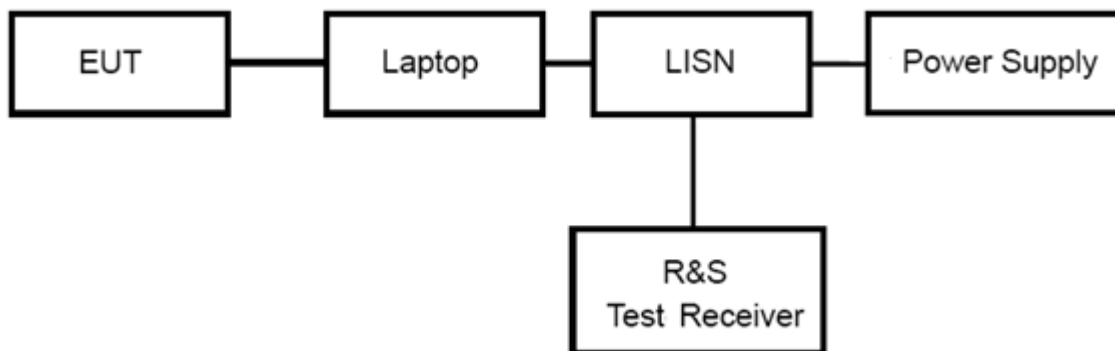 EUT
Laptop
LISN
Power Supply
R&S
Test Receiver